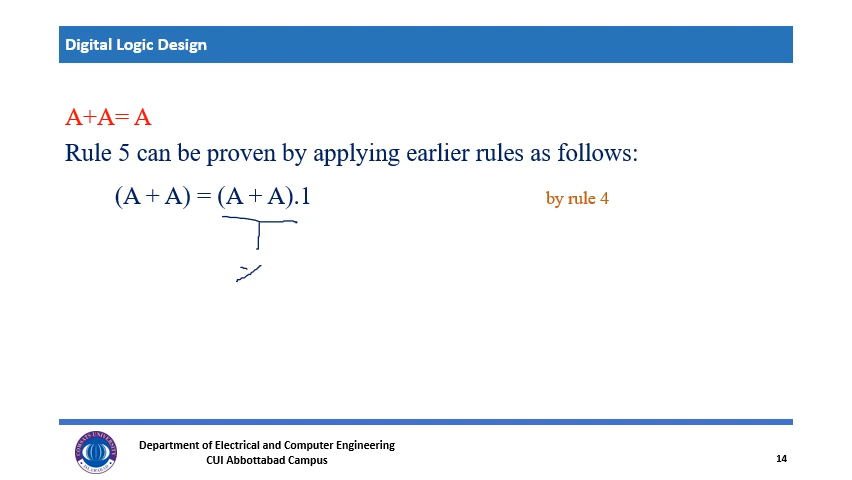 Digital Logic Design
A+A= A
Rule 5 can be proven by applying earlier rules as follows:
(A + A) = (A + A).1 by rule 4
Department of Electrical and Computer Engineering
CUI Abbottabad Campus
14